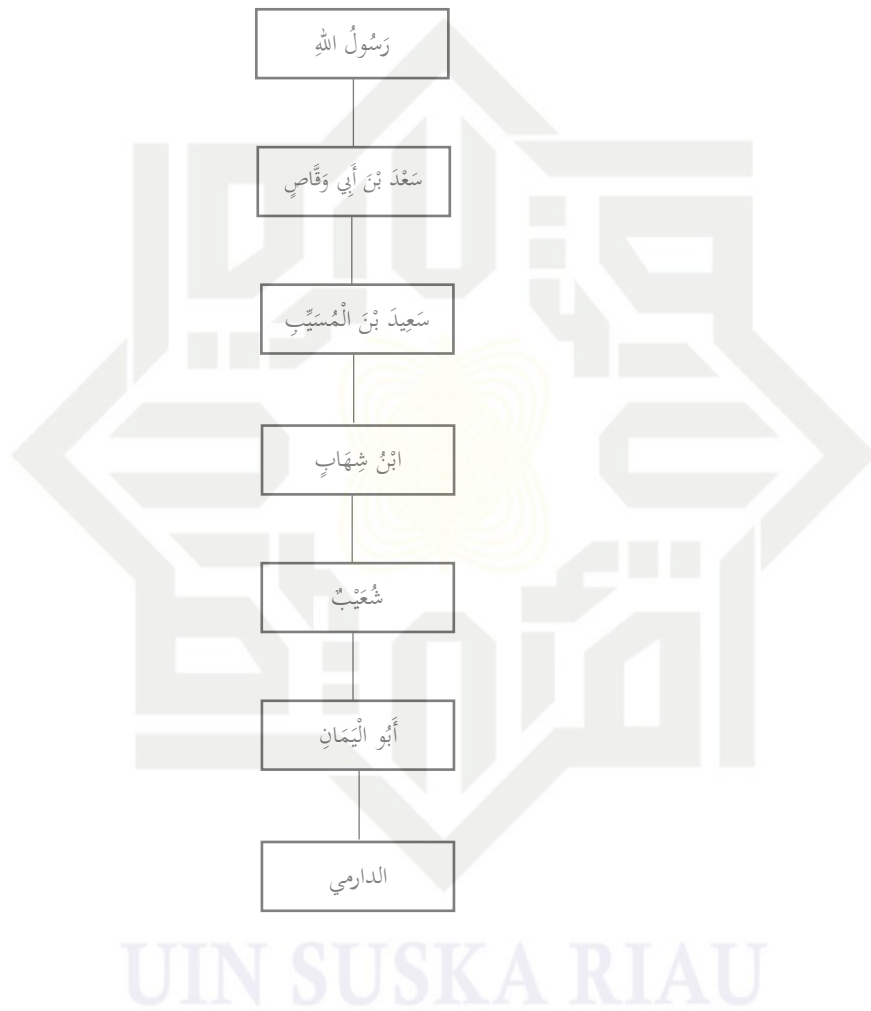 رَسُولُ اللهِ
سَعْدَ بْنَ أَبِي وَقَّاصٍ
سَعِيدَ بْنَ الْمُسَيِّبِ
ابْنُ شِهَابٍ
شُعَيْبٌ
أَبُو الْيَمَانِ
الدارمي
UIN SUSKA RIAU